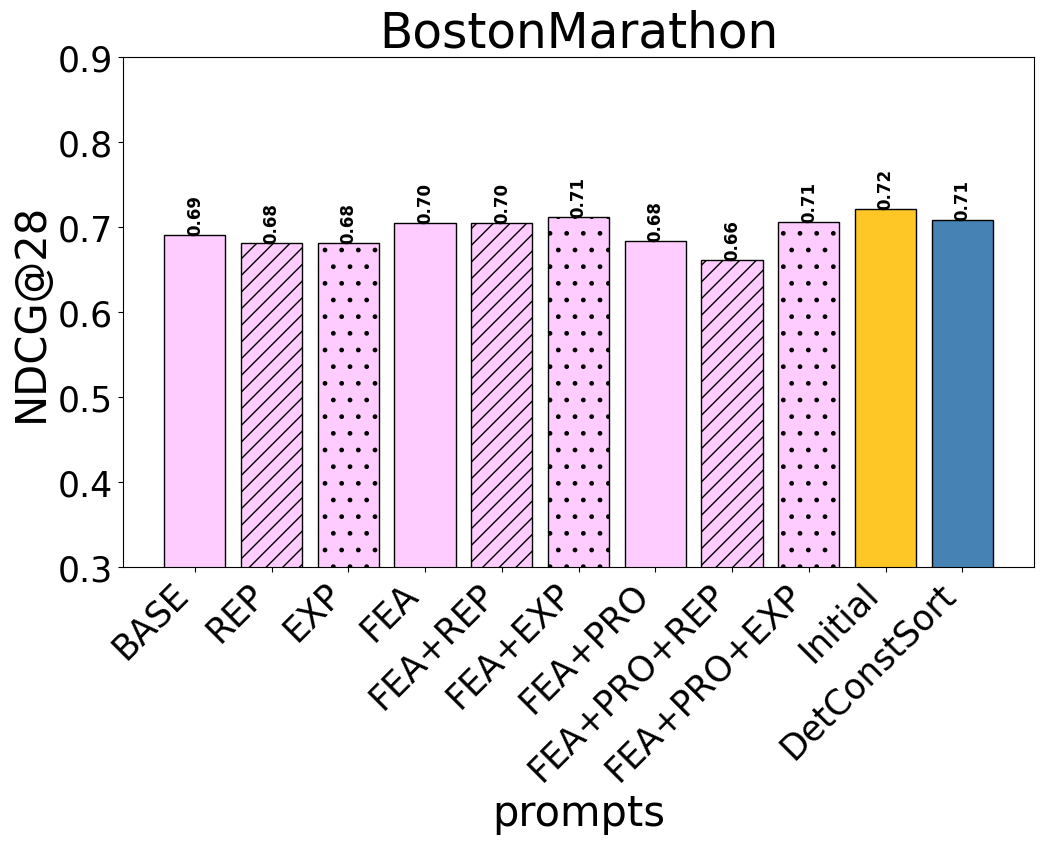 BostonMarathon
NDCG@28
0.9
0.8
0.7
0.6
0.5
0.4
0.3
0.69
0.68
0.68
0.70
0.70
0.71
0.68
0.66
0.71
0.72
0.71
BASE
REP
EXP
FEA
FEA+REP
FEA+EXP
FEA+PRO
FEA+PRO+REP
FEA+PRO+EXP
Initial
DetConstSort
prompts